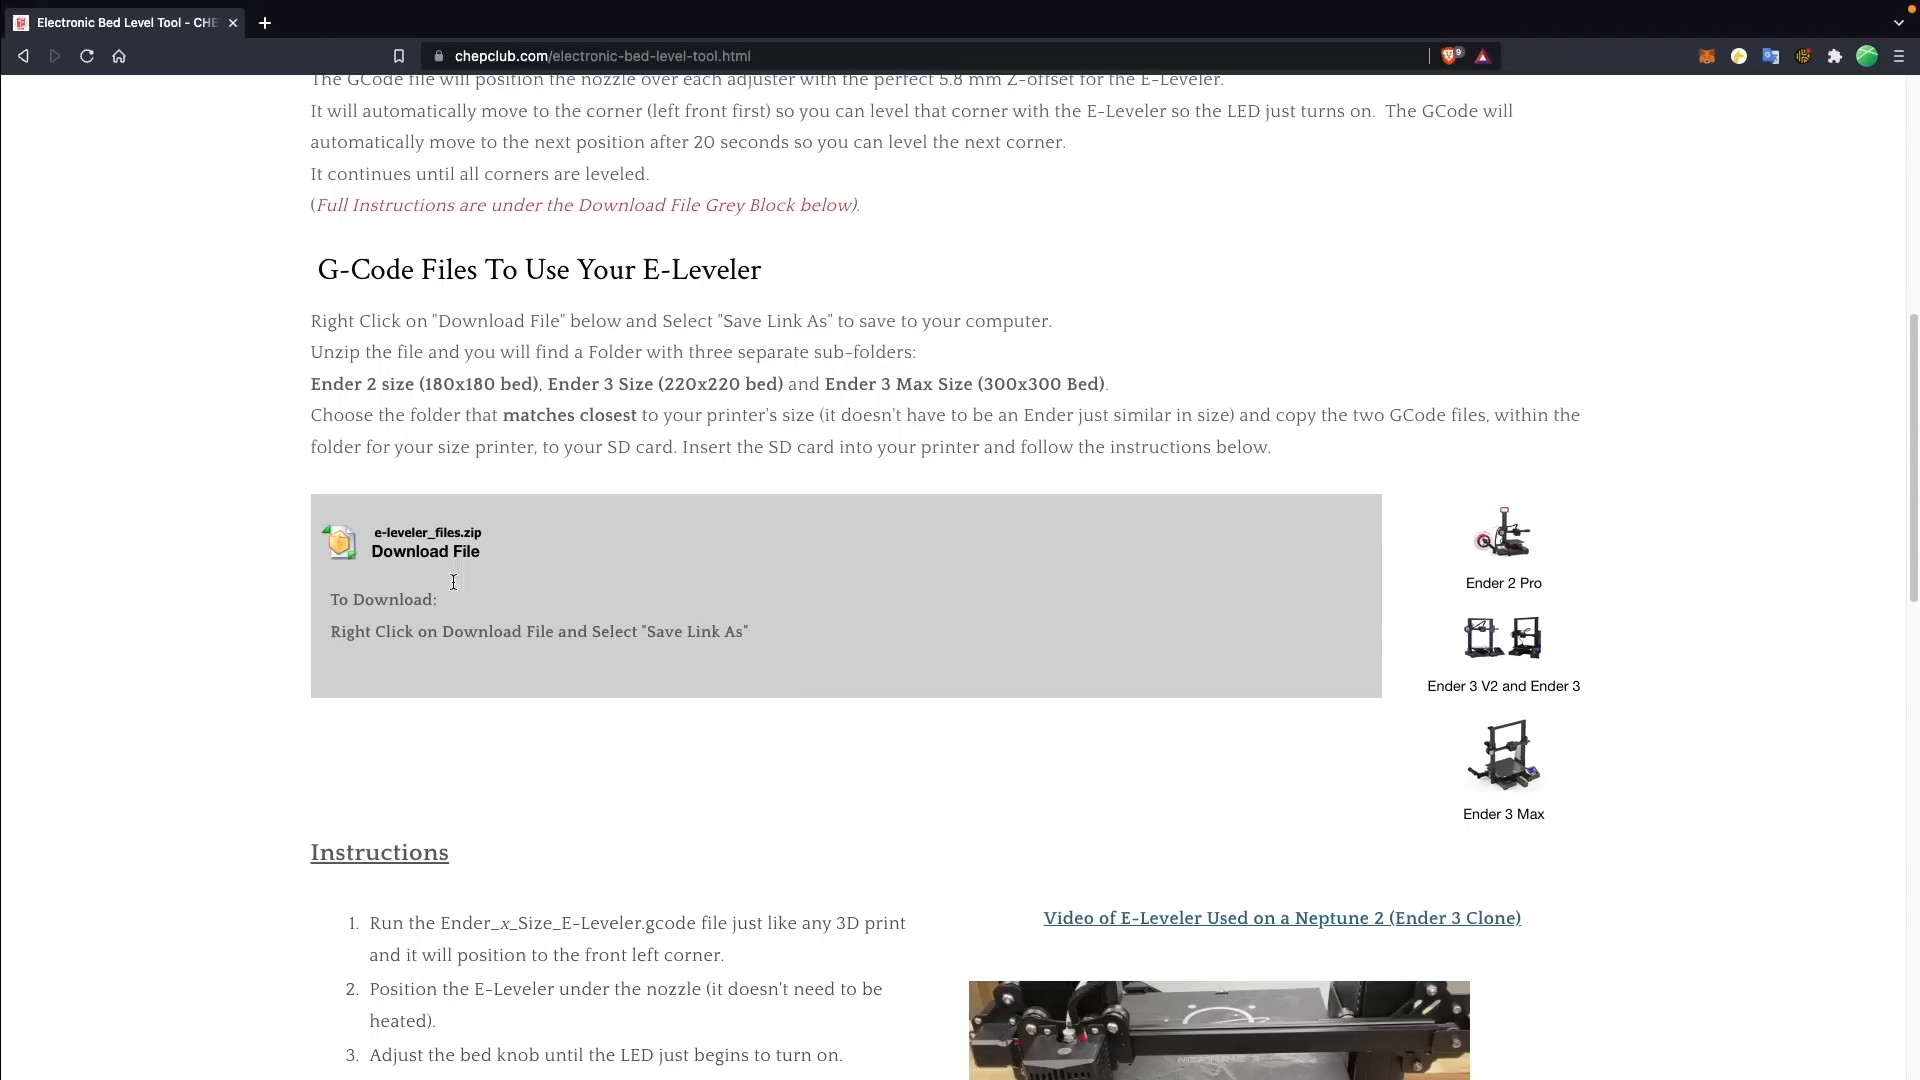 Electronic Bed Level Tool - CHE
chepclub.com/electronic-bed-level-tool.html
9
The GCode file will position the nozzle over each adjuster with the perfect 5.8 mm Z-offset for the E-Leveler.
It will automatically move to the corner (left front first) so you can level that corner with the E-Leveler so the LED just turns on.  The GCode will
automatically move to the next position after 20 seconds so you can level the next corner.
It continues until all corners are leveled.
(Full Instructions are under the Download File Grey Block below).
G-Code Files To Use Your E-Leveler
Right Click on "Download File" below and Select "Save Link As" to save to your computer.
Unzip the file and you will find a Folder with three separate sub-folders:
Ender 2 size (180x180 bed), Ender 3 Size (220x220 bed) and Ender 3 Max Size (300x300 Bed).
Choose the folder that matches closest to your printer's size (it doesn't have to be an Ender just similar in size) and copy the two GCode files, within the
folder for your size printer, to your SD card. Insert the SD card into your printer and follow the instructions below.
e-leveler_files.zip
Download File
To Download:
Right Click on Download File and Select "Save Link As"
Ender 2 Pro
Ender 3 V2 and Ender 3
Ender 3 Max
Instructions
1. Run the Ender_x_Size_E-Leveler.gcode file just like any 3D print
and it will position to the front left corner.
2. Position the E-Leveler under the nozzle (it doesn't need to be
heated).
3. Adjust the bed knob until the LED just begins to turn on.
Video of E-Leveler Used on a Neptune 2 (Ender 3 Clone)
NEPTUNE 2